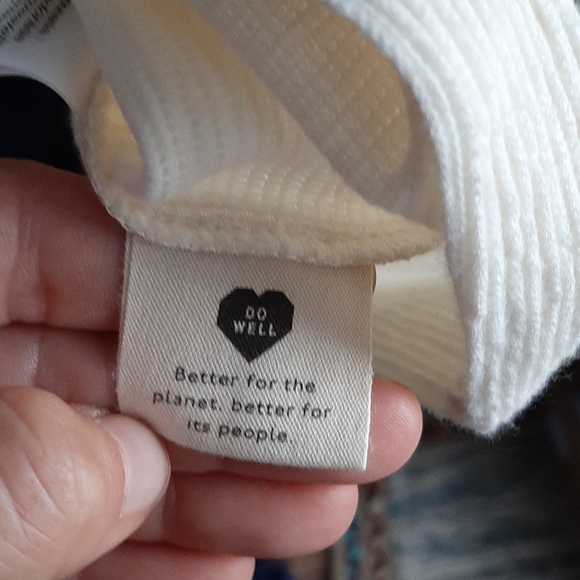 DO
WELL
Better for the
planet. better for
its people.